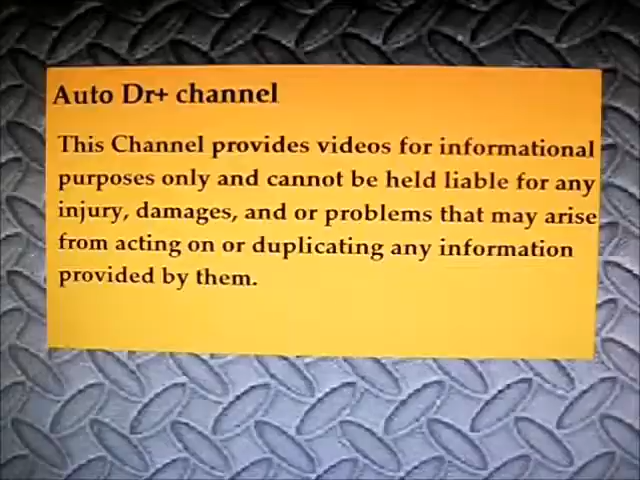 Auto Dr+ channel
This Channel provides videos for informational
purposes only and cannot be held liable for any
injury, damages, and or problems that may arise
from acting on or duplicating any information
provided by them.